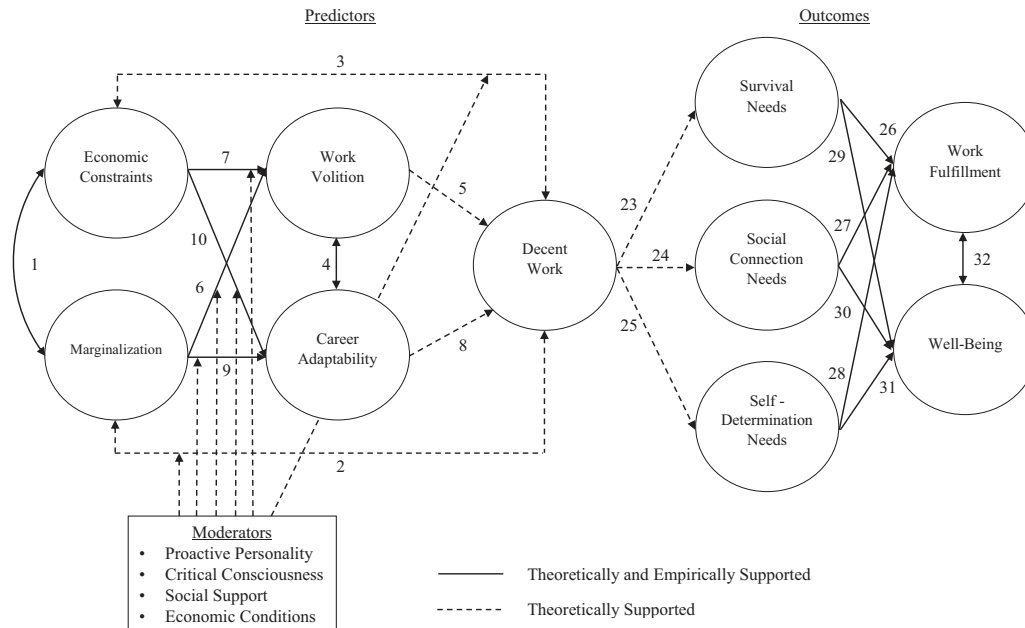 Predictors
Outcomes
3
Survival
Needs
26
Economic
Constraints
7
Work
Volition
29
Work
Fulfillment
5
23
10
Decent
Work
Social
Connection
Needs
27
1
4
24
32
6
30
25
Marginalization
Career
Adaptability
8
Well-Being
9
28
31
Self -
Determination
Needs
2
Moderators
• Proactive Personality
• Critical Consciousness
• Social Support
• Economic Conditions
Theoretically and Empirically Supported
Theoretically Supported